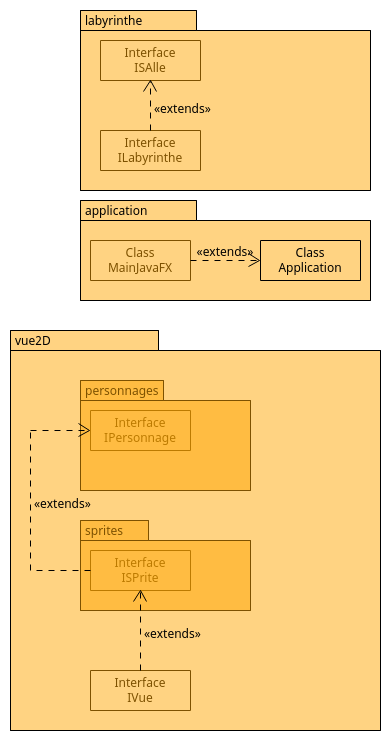 labyrinthe
Interface
ISAlle
«extends»
Interface
ILabyrinthe
application
Class
MainJavaFX
«extends»
Class
Application
vue2D
personnages
Interface
IPersonnage
«extends»
sprites
Interface
ISPrite
«extends»
Interface
IVue